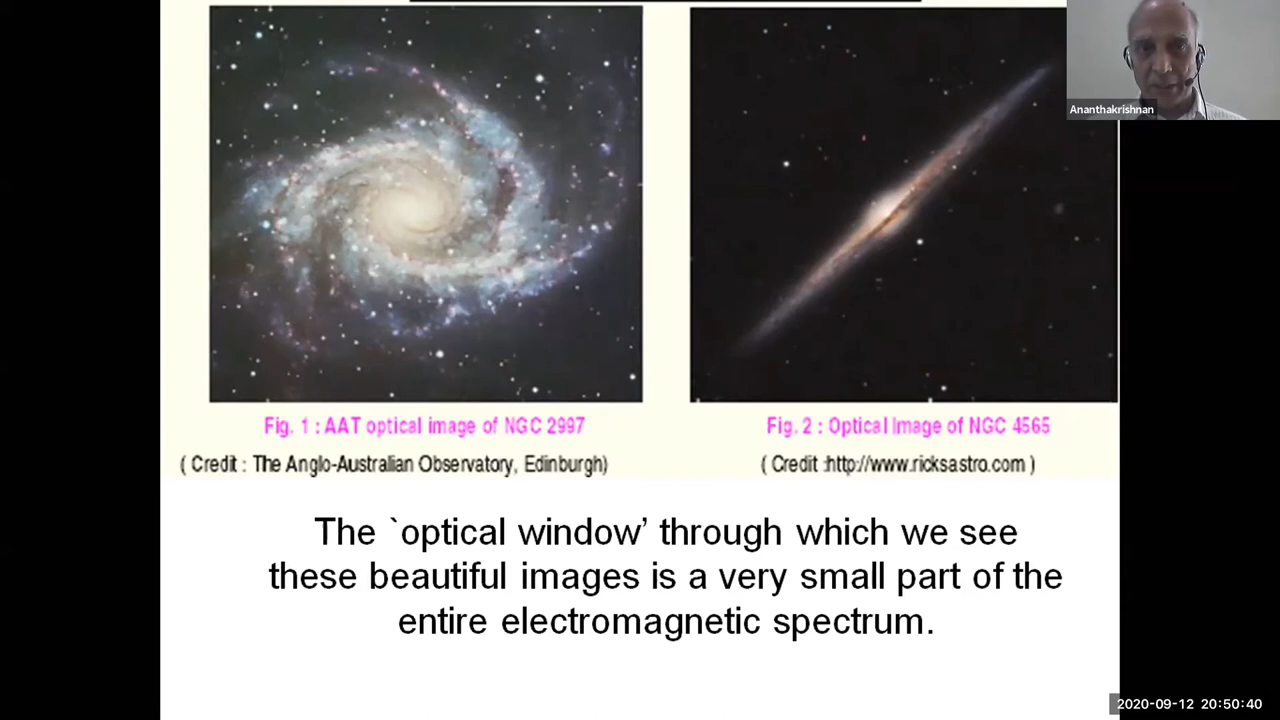 Ananthakrishnan
Fig. 1 : AAT optical image of NGC 2997
( Credit : The Anglo-Australian Observatory, Edinburgh)
Fig. 2 : Optical Image of NGC 4565
( Credit :http://www.ricksastro.com )
The `optical window’ through which we see
these beautiful images is a very small part of the
entire electromagnetic spectrum.
2020-09-12 20:50:40